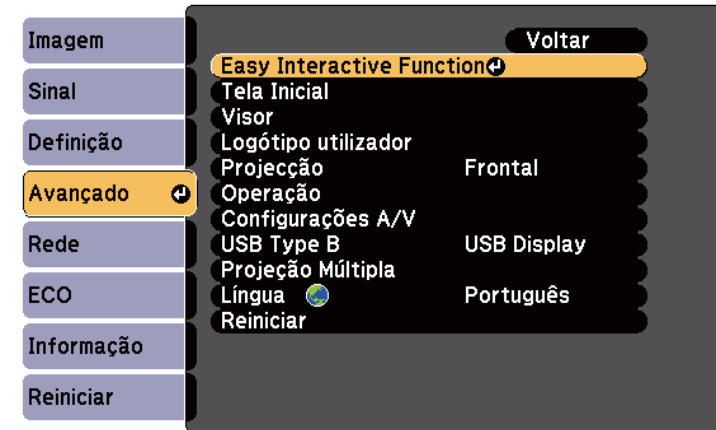 Imagem
Sinal
Definição
Avançado
Rede
ECO
Informação
Reiniciar
Voltar
Easy Interactive Function
Tela Inicial
Visor
Logótipo utilizador
Projecção Frontal
Operação
Configurações A/V
USB Type B USB Display
Projeção Múltipla
Língua Português
Reiniciar